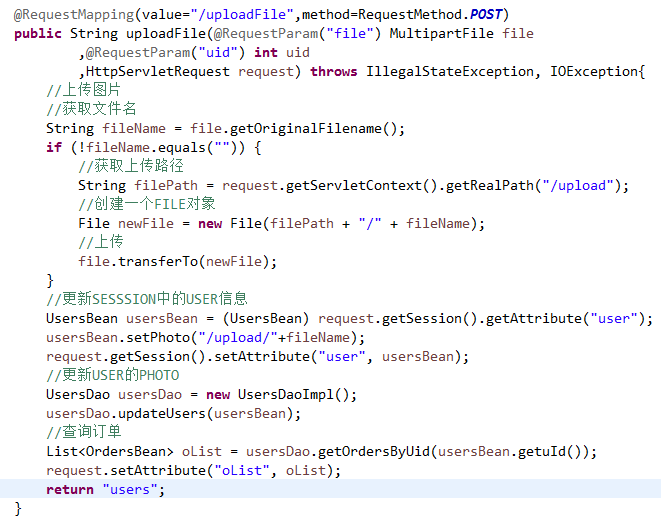 @RequestMapping(value="/uploadFile",method=RequestMethod.POST)
public String uploadFile(@RequestParam("file") MultipartFile file
,@RequestParam("uid") int uid
,HttpServletRequest request) throws IllegalStateException, IOException{
//上传图片
//获取文件名
String fileName = file.getOriginalFilename();
if (!fileName.equals("")) {
//获取上传路径
String filePath = request.getServletContext().getRealPath("/upload");
//创建一个FILE对象
File newFile = new File(filePath + "/" + fileName);
//上传
file.transferTo(newFile);
}
//更新SESSSION中的USER信息
UsersBean usersBean = (UsersBean) request.getSession().getAttribute("user");
usersBean.setPhoto("/upload/"+fileName);
request.getSession().setAttribute("user", usersBean);
//更新USER的PHOTO
UsersDao usersDao = new UsersDaoImpl();
usersDao.updateUsers(usersBean);
//查询订单
List<OrdersBean> oList = usersDao.getOrdersByUid(usersBean.getuId());
request.setAttribute("oList", oList);
return "users";
}